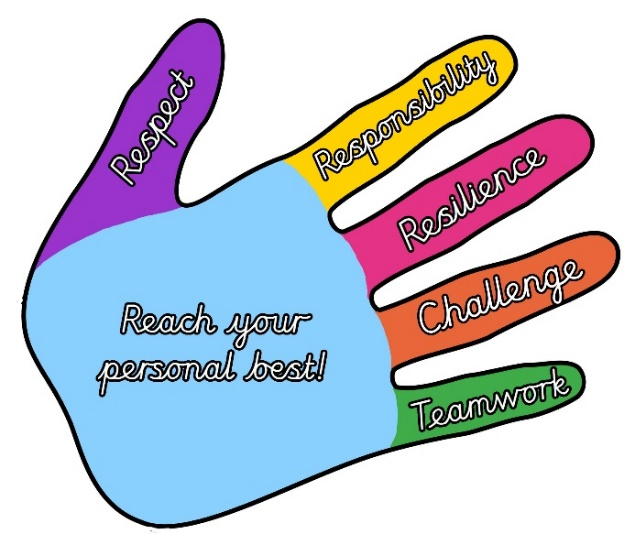 Respect
Responsibility
Resilience
Challenge
Teamwork
Reach your
personal best!